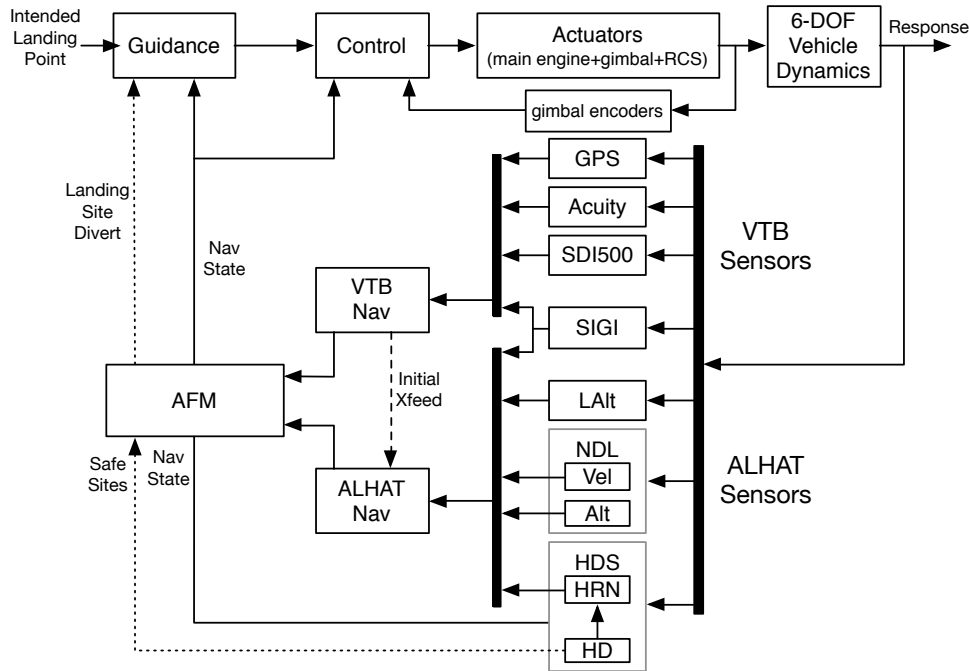 Intended
Landing
Point
Guidance
Control
Actuators
(main engine+gimbal+RCS)
6-DOF
Vehicle
Dynamics
Response
gimbal encoders
GPS
Acuity
SDI500
SIGI
VTB
Sensors
Landing
Site
Divert
Nav
State
VTB
Nav
Initial
Xfeed
AFM
LAlt
NDL
Vel
Alt
ALHAT
Sensors
Safe
Sites
Nav
State
ALHAT
Nav
HDS
HRN
HD